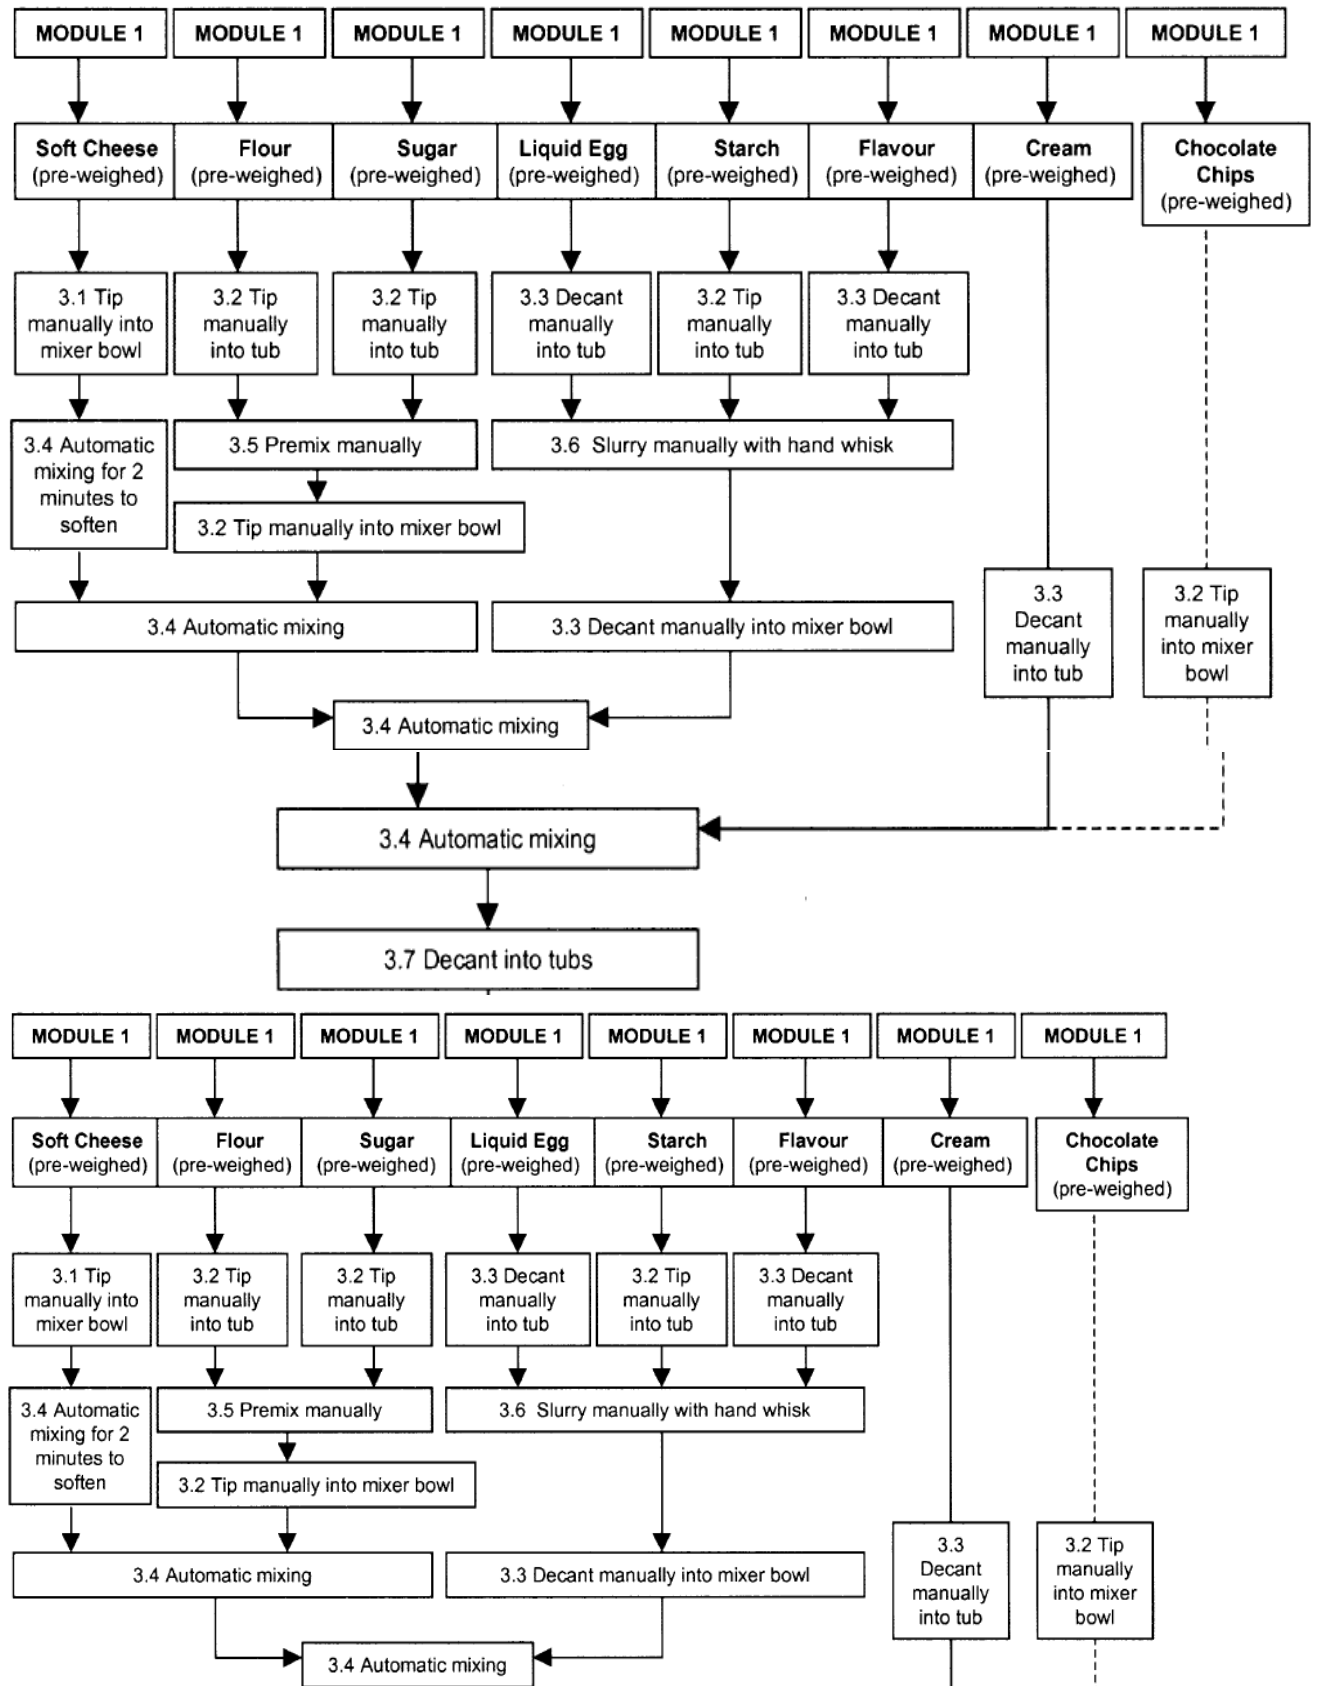 MODULE 1 MODULE 1 MODULE 1 MODULE 1 MODULE 1 MODULE 1 MODULE 1 MODULE 1
Soft Cheese
(pre-weighed)
Flour
(pre-weighed)
Sugar
(pre-weighed)
Liquid Egg
(pre-weighed)
Starch
(pre-weighed)
Flavour
(pre-weighed)
Cream
(pre-weighed)
Chocolate
Chips
(pre-weighed)
3.1 Tip
manually into
mixer bowl
3.2 Tip
manually
into tub
3.2 Tip
manually
into tub
3.3 Decant
manually
into tub
3.2 Tip
manually
into tub
3.3 Decant
manually
into tub
3.4 Automatic
mixing for 2
minutes to
soften
3.5 Premix manually
3.6 Slurry manually with hand whisk
3.2 Tip manually into mixer bowl
3.4 Automatic mixing
3.3 Decant manually into mixer bowl
3.3
Decant
manually
into tub
3.2 Tip
manually
into mixer
bowl
3.4 Automatic mixing
3.4 Automatic mixing
3.7 Decant into tubs
MODULE 1 MODULE 1 MODULE 1 MODULE 1 MODULE 1 MODULE 1 MODULE 1 MODULE 1
Soft Cheese
(pre-weighed)
Flour
(pre-weighed)
Sugar
(pre-weighed)
Liquid Egg
(pre-weighed)
Starch
(pre-weighed)
Flavour
(pre-weighed)
Cream
(pre-weighed)
Chocolate
Chips
(pre-weighed)
3.1 Tip
manually into
mixer bowl
3.2 Tip
manually
into tub
3.2 Tip
manually
into tub
3.3 Decant
manually
into tub
3.2 Tip
manually
into tub
3.3 Decant
manually
into tub
3.4 Automatic
mixing for 2
minutes to
soften
3.5 Premix manually
3.6 Slurry manually with hand whisk
3.2 Tip manually into mixer bowl
3.4 Automatic mixing
3.3 Decant manually into mixer bowl
3.3
Decant
manually
into tub
3.2 Tip
manually
into mixer
bowl
3.4 Automatic mixing